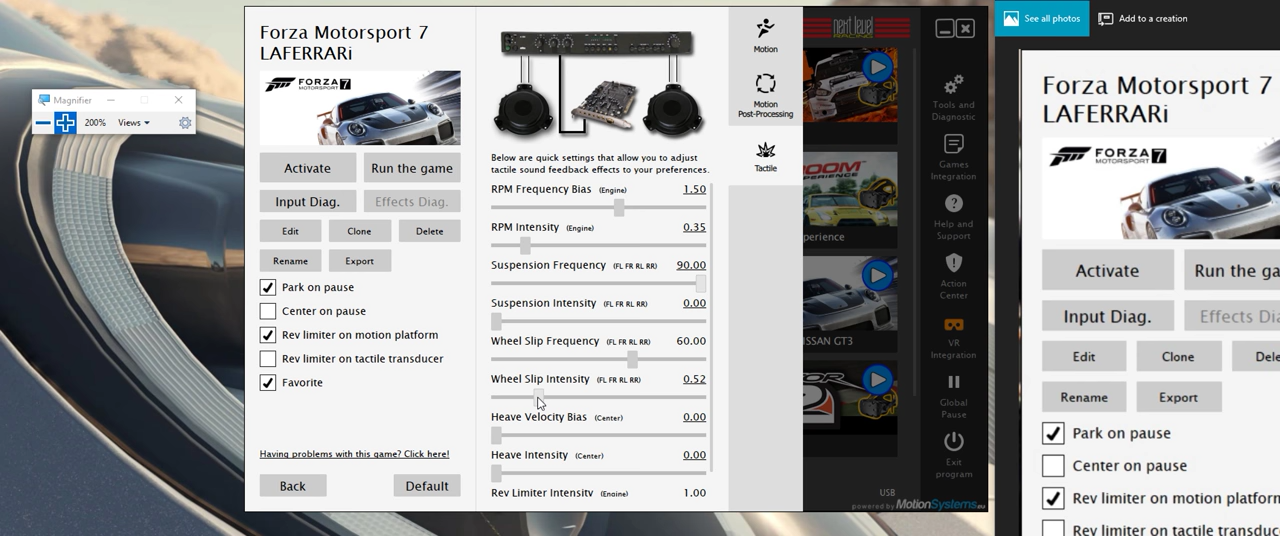 Magnifier
200%
Views
Forza Motorsport 7
LAFERRARi
FORZA
MOTORSPORT 7
Activate
Run the game
Input Diag.
Effects Diag.
Edit
Clone
Delete
Rename
Export
Park on pause
Center on pause
Rev limiter on motion platform
Rev limiter on tactile transducer
Favorite
Having problems with this game? Click here!
Back
Default
Below are quick settings that allow you to adjust
tactile sound feedback effects to your preferences.
RPM Frequency Bias (Engine) 1.50
RPM Intensity (Engine) 0.35
Suspension Frequency (FL FR RL RR) 90.00
Suspension Intensity (FL FR RL RR) 0.00
Wheel Slip Frequency (FL FR RL RR) 60.00
Wheel Slip Intensity (FL FR RL RR) 0.52
Heave Velocity Bias (Center) 0.00
Heave Intensity (Center) 0.00
Rev Limiter Intensity (Engine) 1.00
Motion
Motion
Post-Processing
Tactile
next level
RACING
OOM
PERIENCE
perience
ISSAN GT3
Tools and
Diagnostic
Games
Integration
Help and
Support
Action
Center
VR
Integration
Global
Pause
Exit
program
USB
powered by MotionSystems.EU
See all photos
Add to a creation
Forza Motorsport 7
LAFERRARi
FORZA
MOTORSPORT 7
Activate
Run the ga
Input Diag.
Effects Dia
Edit
Clone
Dele
Rename
Export
Park on pause
Center on pause
Rev limiter on motion platform
Rev limiter on tactile transduc